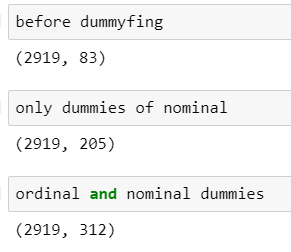 before dummyfing
(2919, 83)
only dummies of nominal
(2919, 205)
ordinal and nominal dummies
(2919, 312)